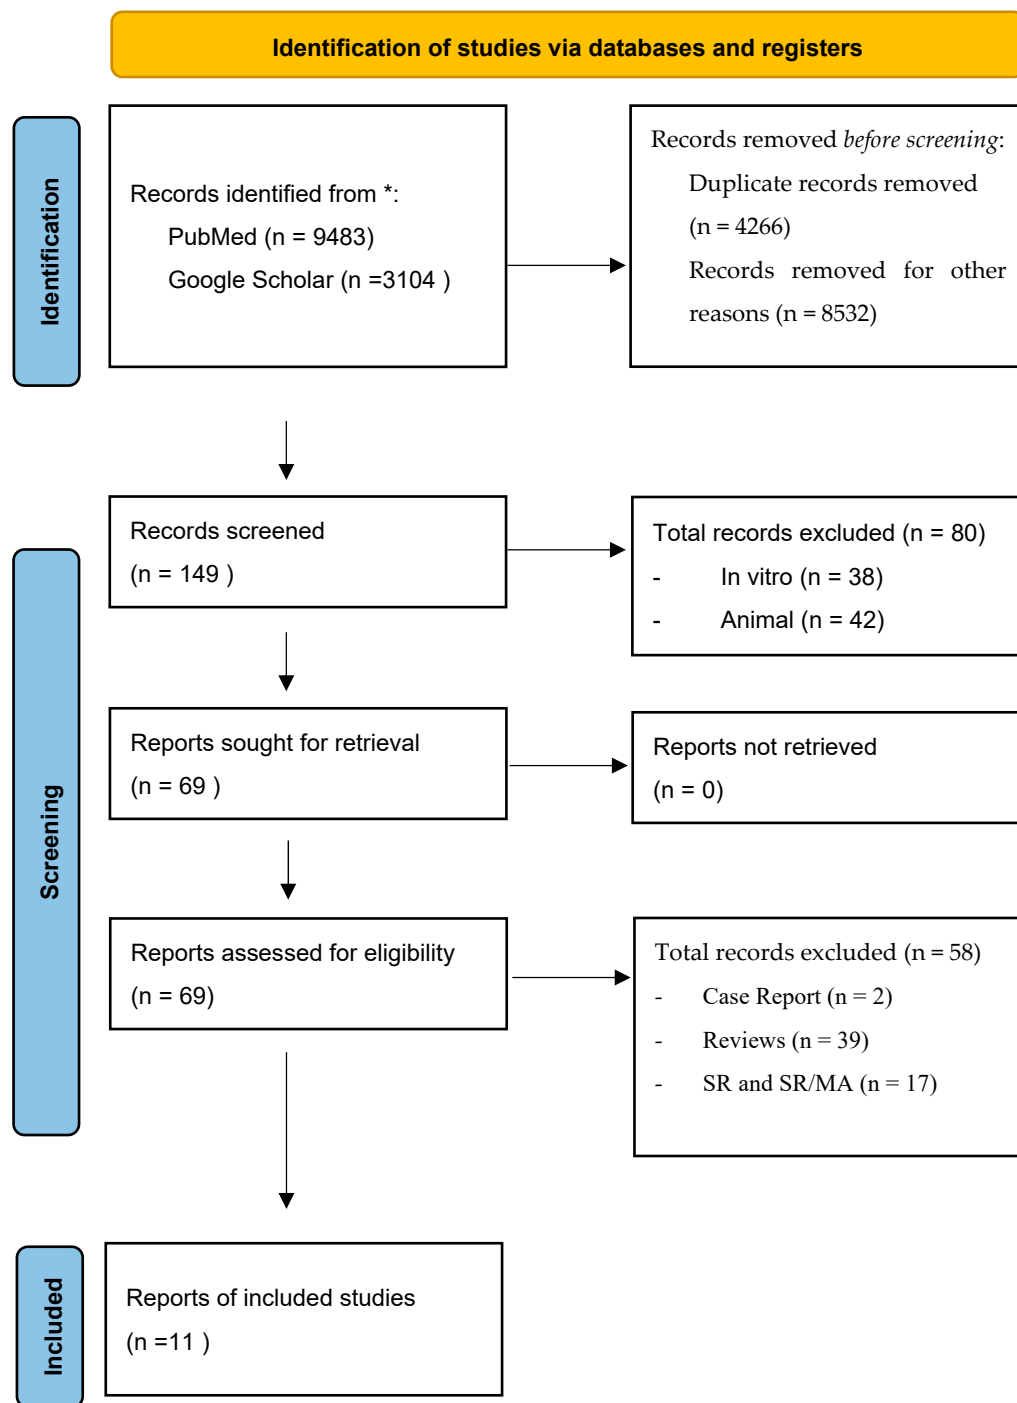 Identification of studies via databases and registers
Identification
Records identified from *:
PubMed (n = 9483)
Google Scholar (n =3104 )
Records removed before screening:
Duplicate records removed
(n = 4266)
Records removed for other
reasons (n = 8532)
Screening
Records screened
(n = 149 )
Total records excluded (n = 80)
- In vitro (n = 38)
- Animal (n = 42)
Reports sought for retrieval
(n = 69 )
Reports not retrieved
(n = 0)
Reports assessed for eligibility
(n = 69)
Total records excluded (n = 58)
- Case Report (n = 2)
- Reviews (n = 39)
- SR and SR/MA (n = 17)
Included
Reports of included studies
(n =11 )